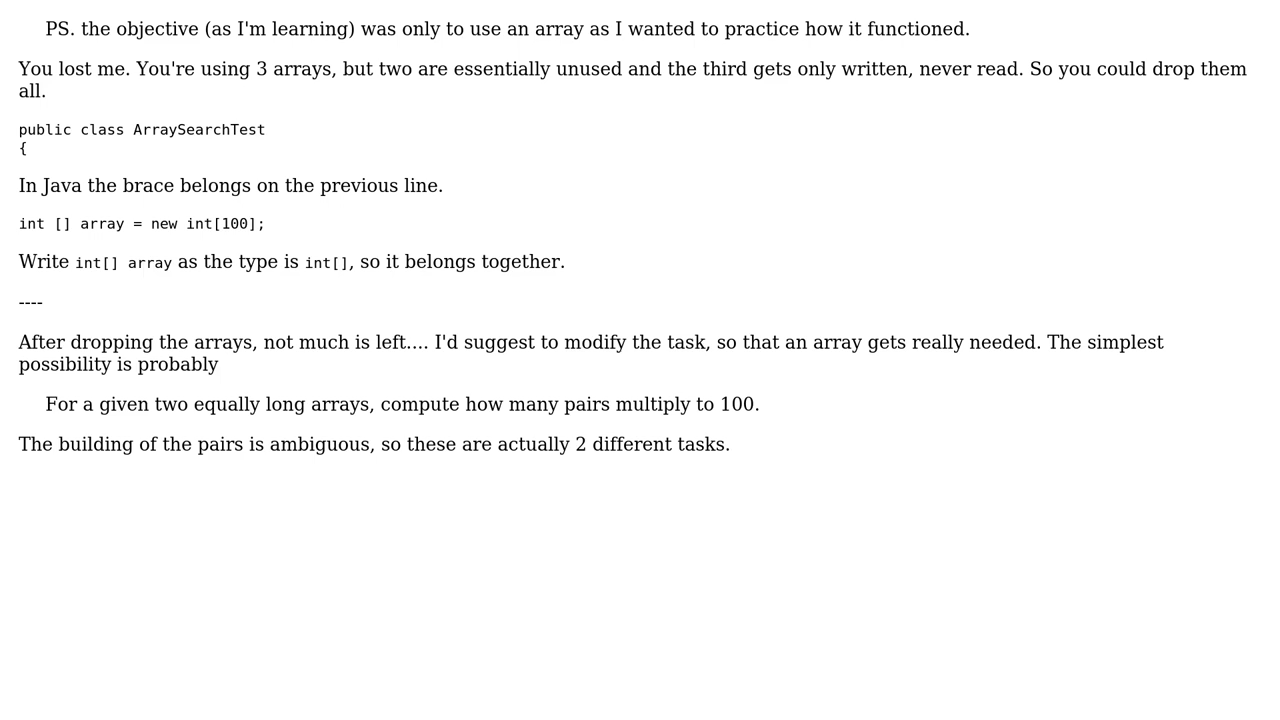 PS. the objective (as I'm learning) was only to use an array as I wanted to practice how it functioned.
You lost me. You're using 3 arrays, but two are essentially unused and the third gets only written, never read. So you could drop them
all.
public class ArraySearchTest
{
In Java the brace belongs on the previous line.
int [] array = new int[100];
Write int[] array as the type is int[], so it belongs together.
----
After dropping the arrays, not much is left.... I'd suggest to modify the task, so that an array gets really needed. The simplest
possibility is probably
For a given two equally long arrays, compute how many pairs multiply to 100.
The building of the pairs is ambiguous, so these are actually 2 different tasks.